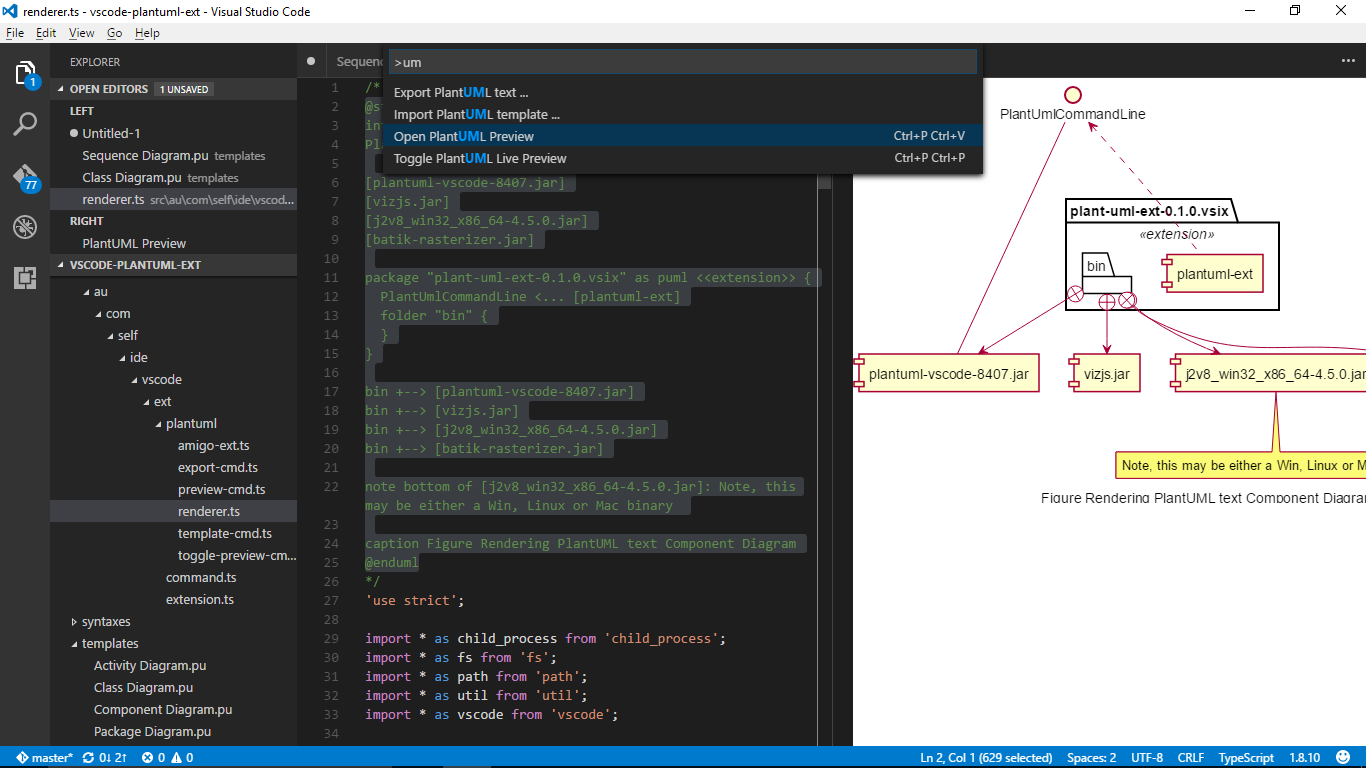 renderer.ts - vscode-plantuml-ext - Visual Studio Code
File Edit View Go Help
EXPLORER
OPEN EDITORS 1 UNSAVED
LEFT
Untitled-1
Sequence Diagram.pu templates
Class Diagram.pu templates
renderer.ts src\au\com\self\ide\vscod...
RIGHT
PlantUML Preview
VSCODE-PLANTUML-EXT
au
com
self
ide
vscode
ext
plantuml
amigo-ext.ts
export-cmd.ts
preview-cmd.ts
renderer.ts
template-cmd.ts
toggle-preview-cm...
command.ts
extension.ts
syntaxes
templates
Activity Diagram.pu
Class Diagram.pu
Component Diagram.pu
Package Diagram.pu
1
77
>um
Export PlantUML text ...
Import PlantUML template ...
Open PlantUML Preview Ctrl+P Ctrl+V
Toggle PlantUML Live Preview Ctrl+P Ctrl+P
1 /*
2
3
4
5
6 [plantuml-vscode-8407.jar]
7 [vizjs.jar]
8 [j2v8_win32_x86_64-4.5.0.jar]
9 [batik-rasterizer.jar]
10
11 package "plant-uml-ext-0.1.0.vsix" as puml <<extension>> {
12 PlantUmlCommandLine <... [plantuml-ext]
13 folder "bin" {
14 }
15 }
16
17 bin +--> [plantuml-vscode-8407.jar]
18 bin +--> [vizjs.jar]
19 bin +--> [j2v8_win32_x86_64-4.5.0.jar]
20 bin +--> [batik-rasterizer.jar]
21
22 note bottom of [j2v8_win32_x86_64-4.5.0.jar]: Note, this
may be either a Win, Linux or Mac binary
23
24 caption Figure Rendering PlantUML text Component Diagram
25 @enduml
26 */
27 'use strict';
28
29 import * as child_process from 'child_process';
30 import * as fs from 'fs';
31 import * as path from 'path';
32 import * as util from 'util';
33 import * as vscode from 'vscode';
34
PlantUmlCommandLine
plant-uml-ext-0.1.0.vsix
«extension»
bin
plantuml-ext
plantuml-vscode-8407.jar
vizjs.jar
j2v8_win32_x86_64-4.5.0.jar
Note, this may be either a Win, Linux or M
Figure Rendering PlantUML text Component Diagra
master* 0↓ 2↑ 0 0 Ln 2, Col 1 (629 selected) Spaces: 2 UTF-8 CRLF TypeScript 1.8.10